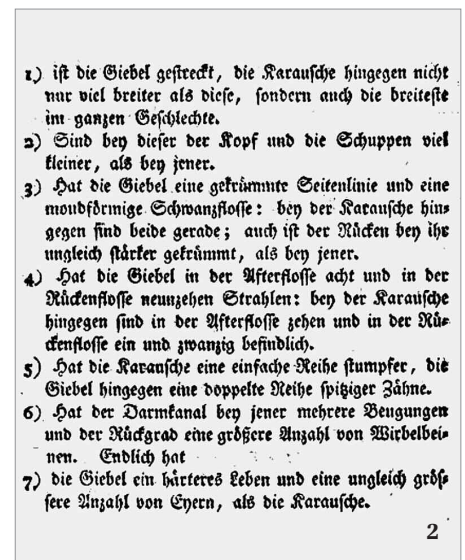 1) ist die Giebel gestreckt, die Karausche hingegen nicht
nur viel breiter als diese, sondern auch die breiteste
im ganzen Geschlechte.
2) Sind bey dieser der Kopf und die Schuppen viel
kleiner, als bey jener.
3) Hat die Giebel eine gekrümmte Seitenlinie und eine
mondförmige Schwanzflosse: bey der Karausche hin-
gegen sind beide gerade; auch ist der Rücken bey ihr
ungleich stärker gekrümmt, als bey jener.
4) Hat die Giebel in der Afterflosse acht und in der
Rückenflosse neunzehen Strahlen: bey der Karausche
hingegen sind in der Afterflosse zehen und in der Rü-
ckenflosse ein und zwanzig befindlich.
5) Hat die Karausche eine einfache Reihe stumpfer, die
Giebel hingegen eine doppelte Reihe spitziger Zähne.
6) Hat der Darmkanal bey jener mehrere Beugungen
und der Rückgrad eine größere Anzahl von Wirbelbei-
nen. Endlich hat
7) die Giebel ein härteres Leben und eine ungleich grös-
sere Anzahl von Eyern, als die Karausche.
2